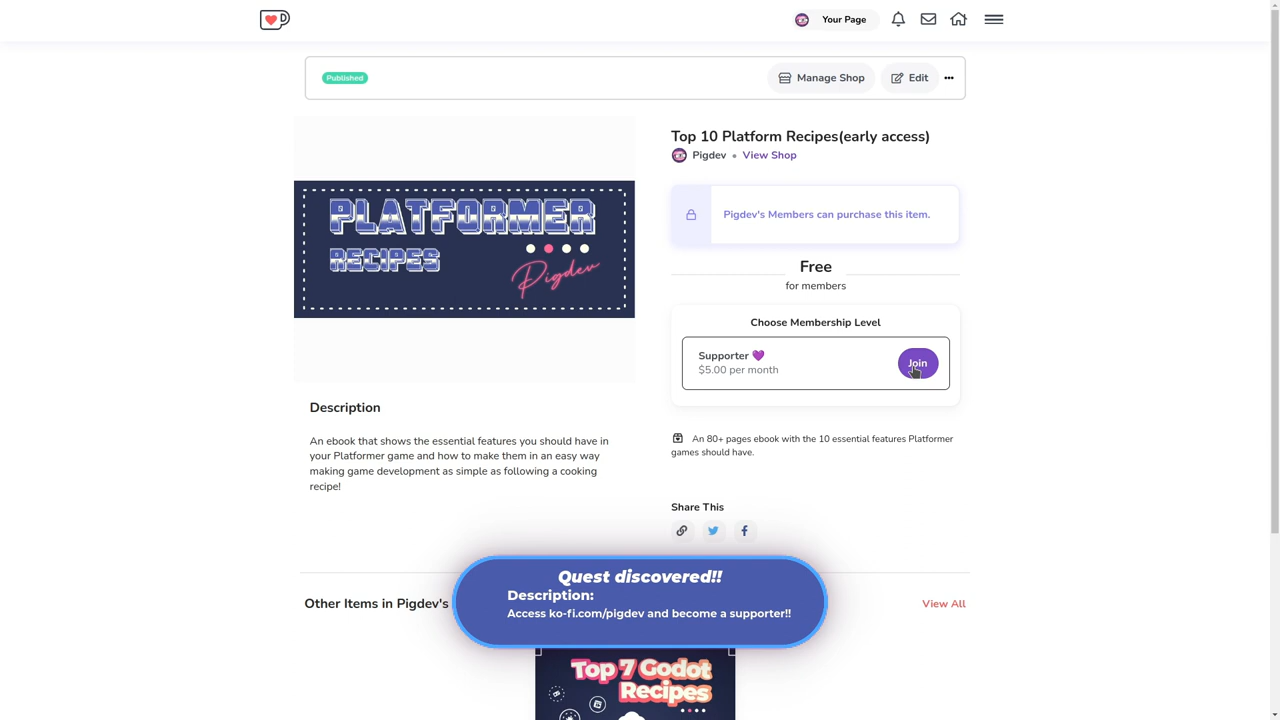 D
Your Page
Published
Manage Shop
Edit
PLATFORMER
RECIPES
Pigdev
Top 10 Platform Recipes(early access)
Pigdev • View Shop
Pigdev's Members can purchase this item.
Free
for members
Choose Membership Level
Supporter 💜
$5.00 per month
Join
Description
An ebook that shows the essential features you should have in
your Platformer game and how to make them in an easy way
making game development as simple as following a cooking
recipe!
An 80+ pages ebook with the 10 essential features Platformer
games should have.
Share This
Quest discovered!!
Description:
Access ko-fi.com/pigdev and become a supporter!!
Other Items in Pigdev's
View All
Top 7 Godot
Recipes